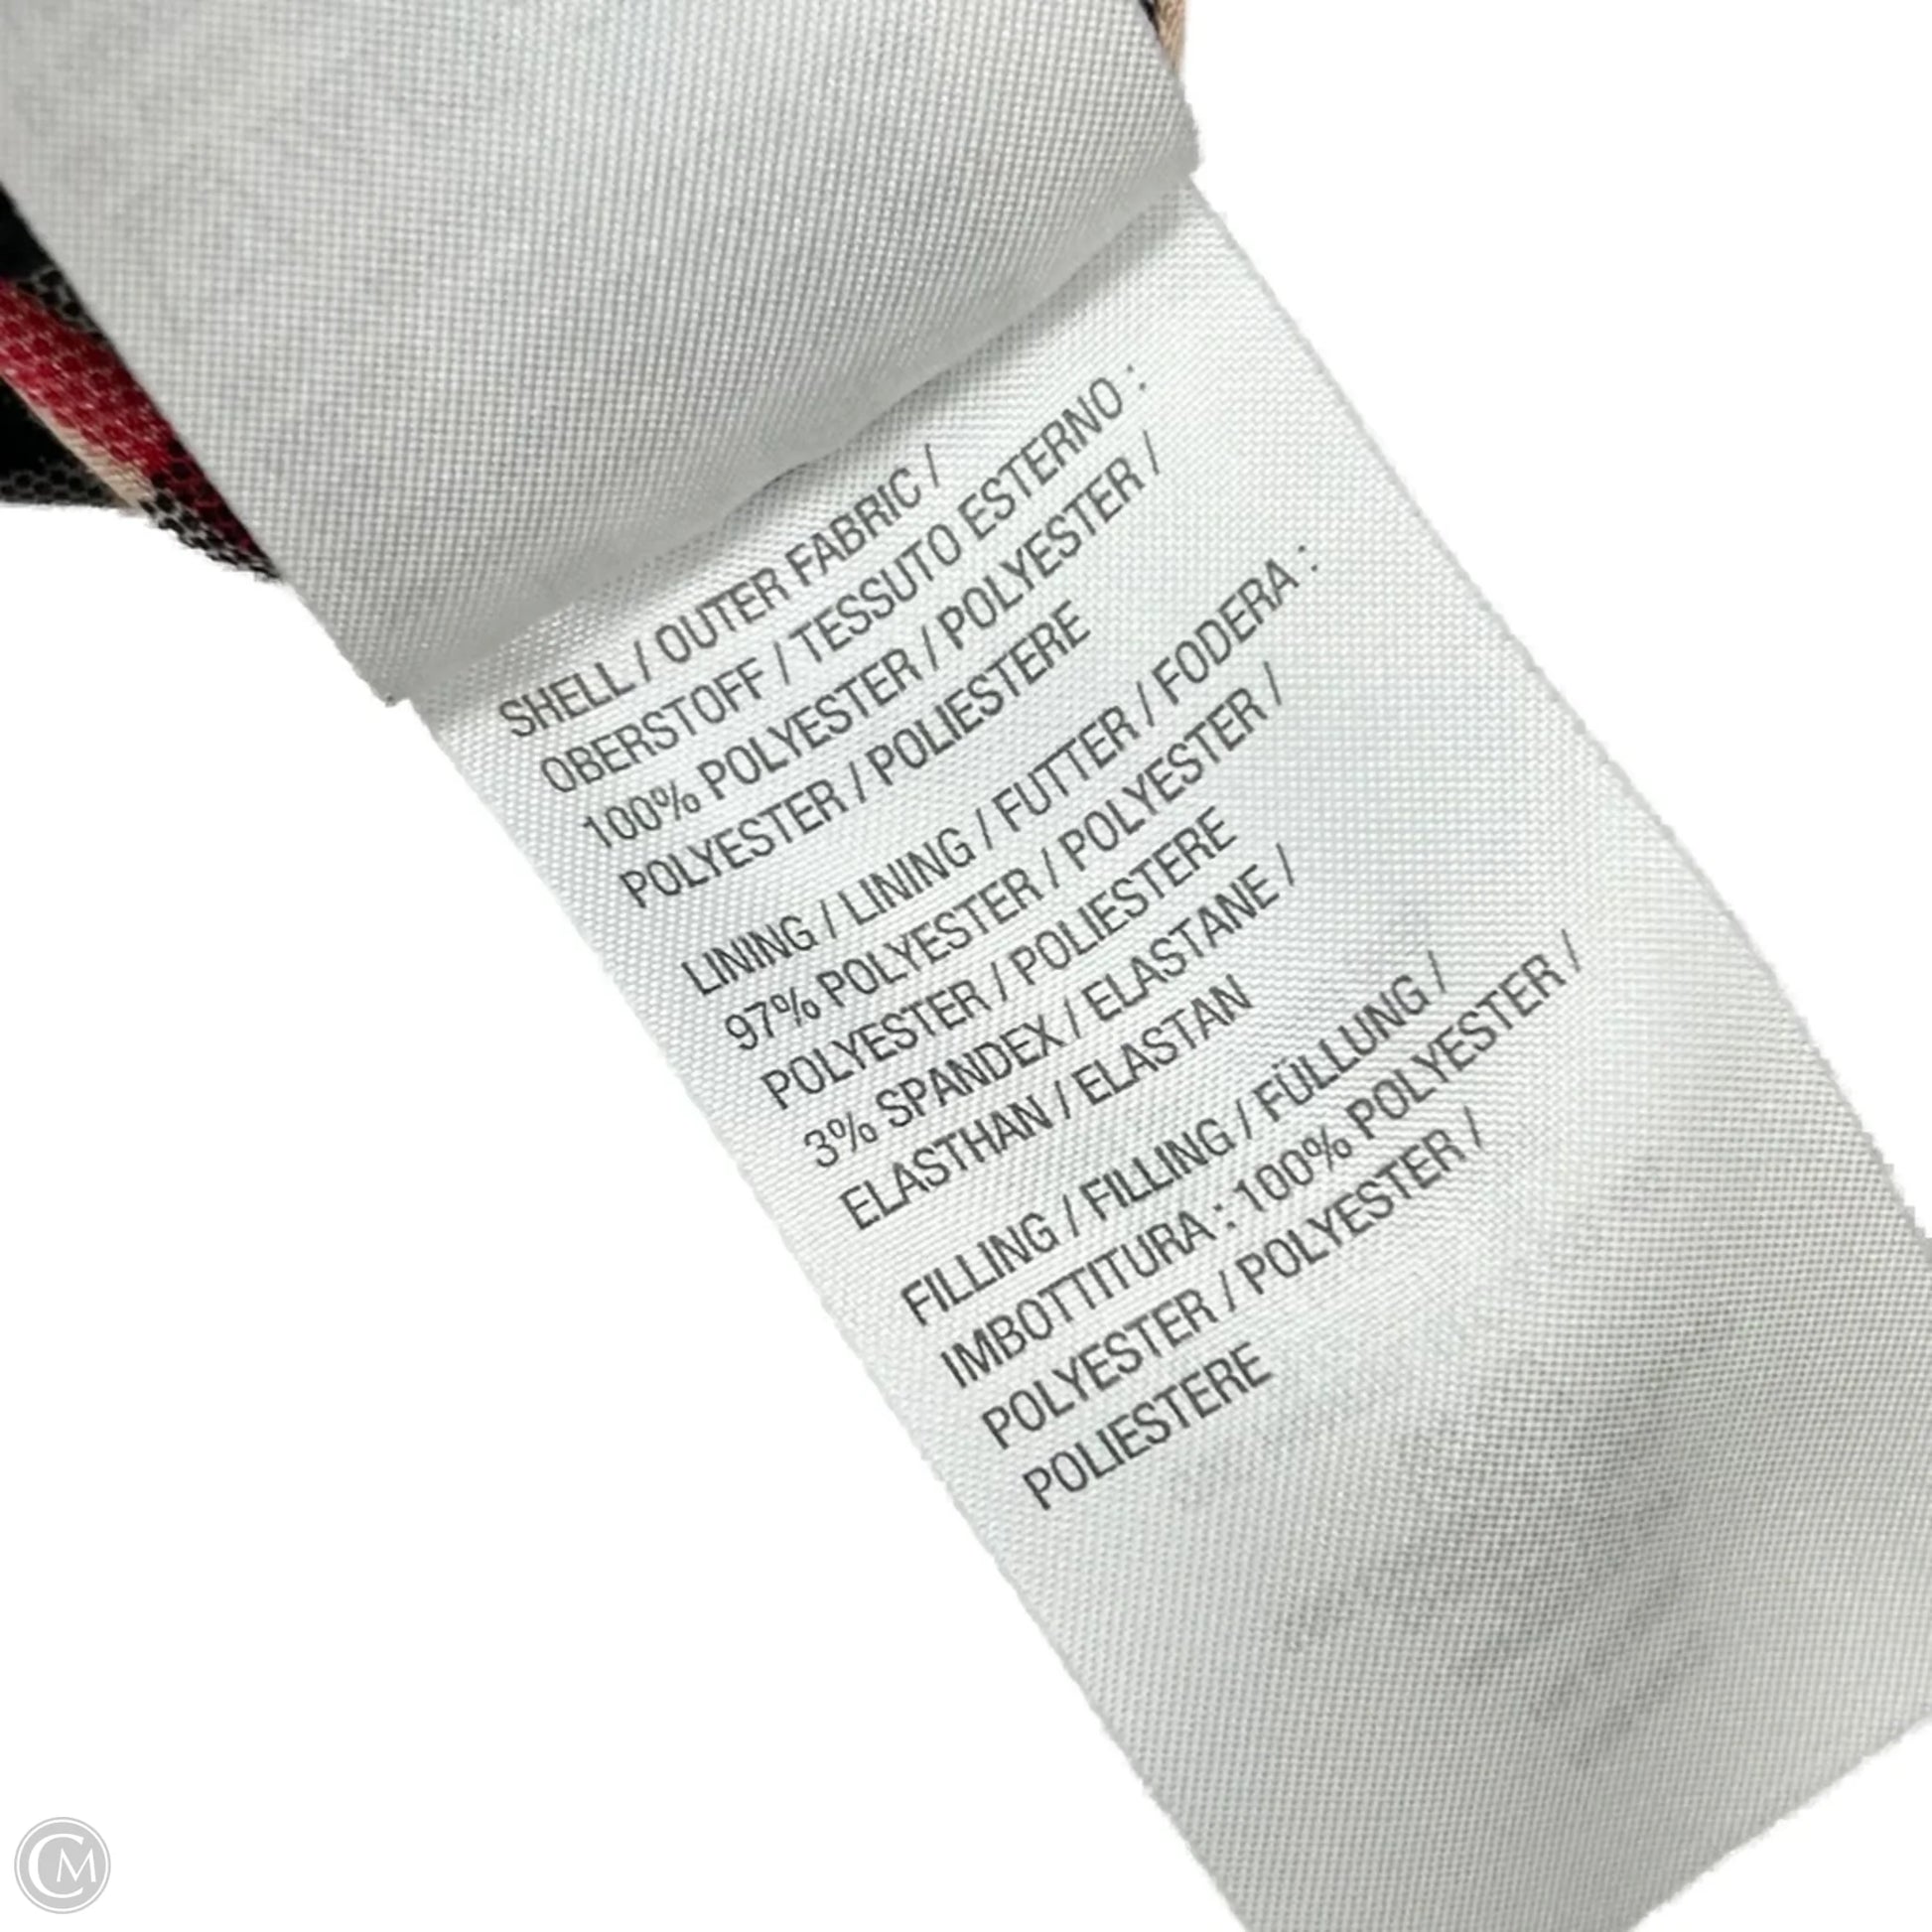 SHELL / OUTER FABRIC /
OBERSTOFF / TESSUTO ESTERNO :
100% POLYESTER / POLYESTER /
POLYESTER / POLIESTERE
LINING / LINING / FUTTER / FODERA :
97% POLYESTER / POLYESTER /
POLYESTER / POLIESTERE
3% SPANDEX / ELASTANE /
ELASTHAN / ELASTAN
FILLING / FILLING / FÜLLUNG /
IMBOTTITURA : 100% POLYESTER /
POLYESTER / POLYESTER /
POLIESTERE
CM